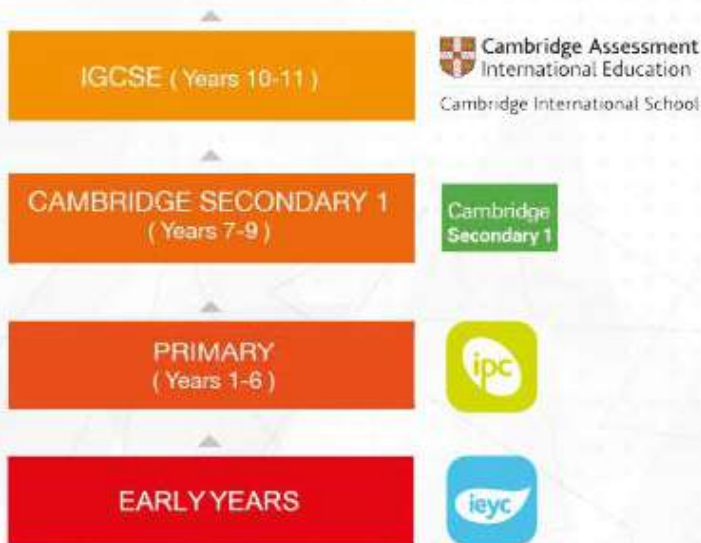 IGCSE ( Years 10-11 )
Cambridge Assessment
International Education
Cambridge International School
CAMBRIDGE SECONDARY 1
( Years 7-9 )
Cambridge
Secondary 1
PRIMARY
( Years 1-6 )
ipc
EARLY YEARS
ieyc